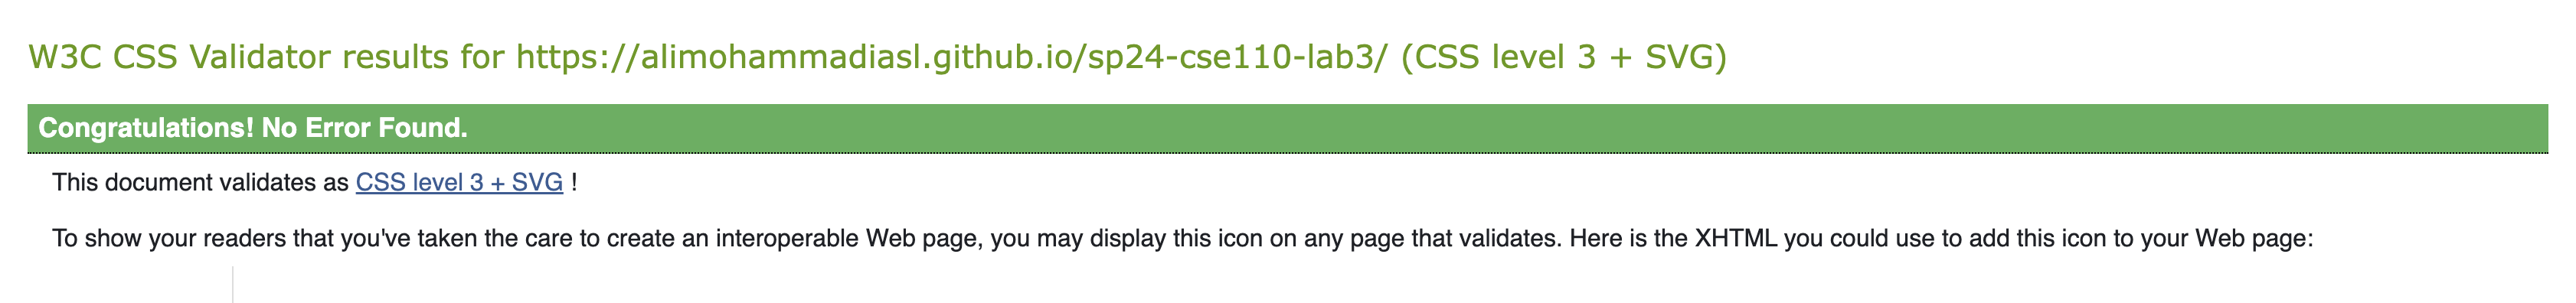 W3C CSS Validator results for https://alimohammadiasl.github.io/sp24-cse110-lab3/ (CSS level 3 + SVG)
Congratulations! No Error Found.
This document validates as CSS level 3 + SVG !
To show your readers that you've taken the care to create an interoperable Web page, you may display this icon on any page that validates. Here is the XHTML you could use to add this icon to your Web page: